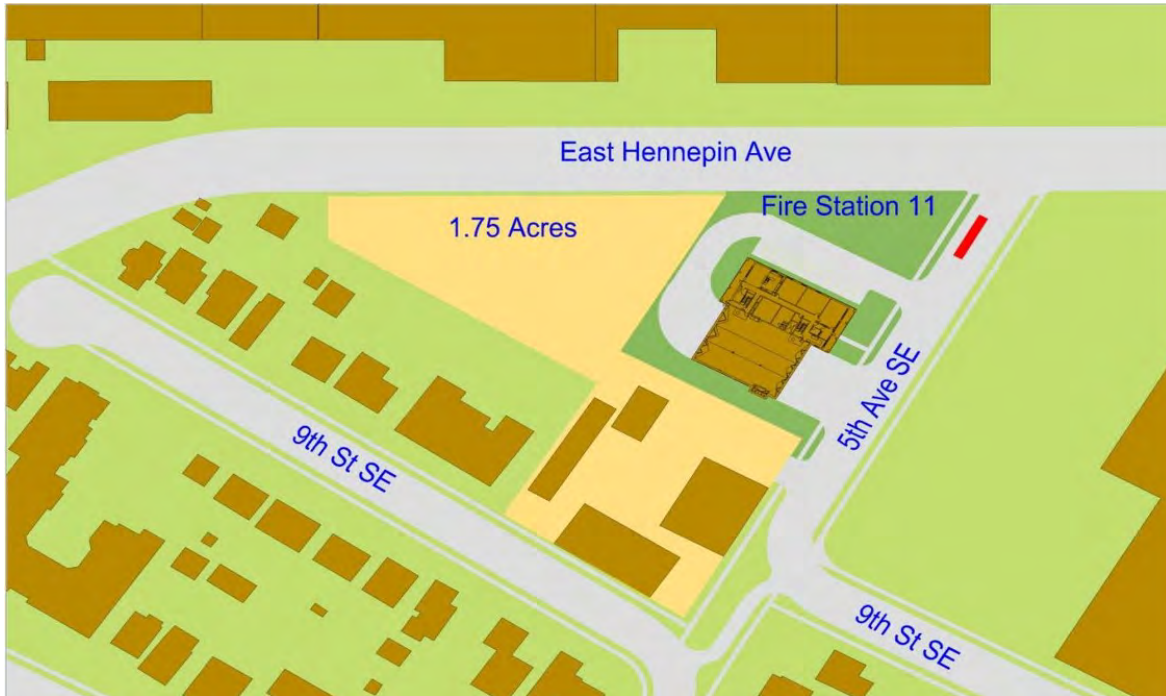 East Hennepin Ave
Fire Station 11
1.75 Acres
5th Ave SE
9th St SE
9th St SE